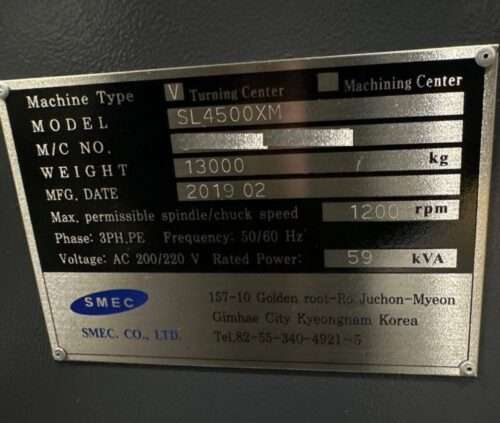 Machine Type V Turning Center Machining Center
MODEL SL4500XM
M/C NO.
WEIGHT 13000 kg
MFG. DATE 2019 02
Max. permissible spindle/chuck speed 1200 rpm
Phase: 3PH.PE Frequency: 50/60 Hz
Voltage: AC 200/220 V Rated Power: 59 kVA
SMEC
157-10 Golden root-Ro Juchon-Myeon
Gimhae City Kyeongnam Korea
SMEC. CO., LTD.
Tel.82-55-340-4921~5